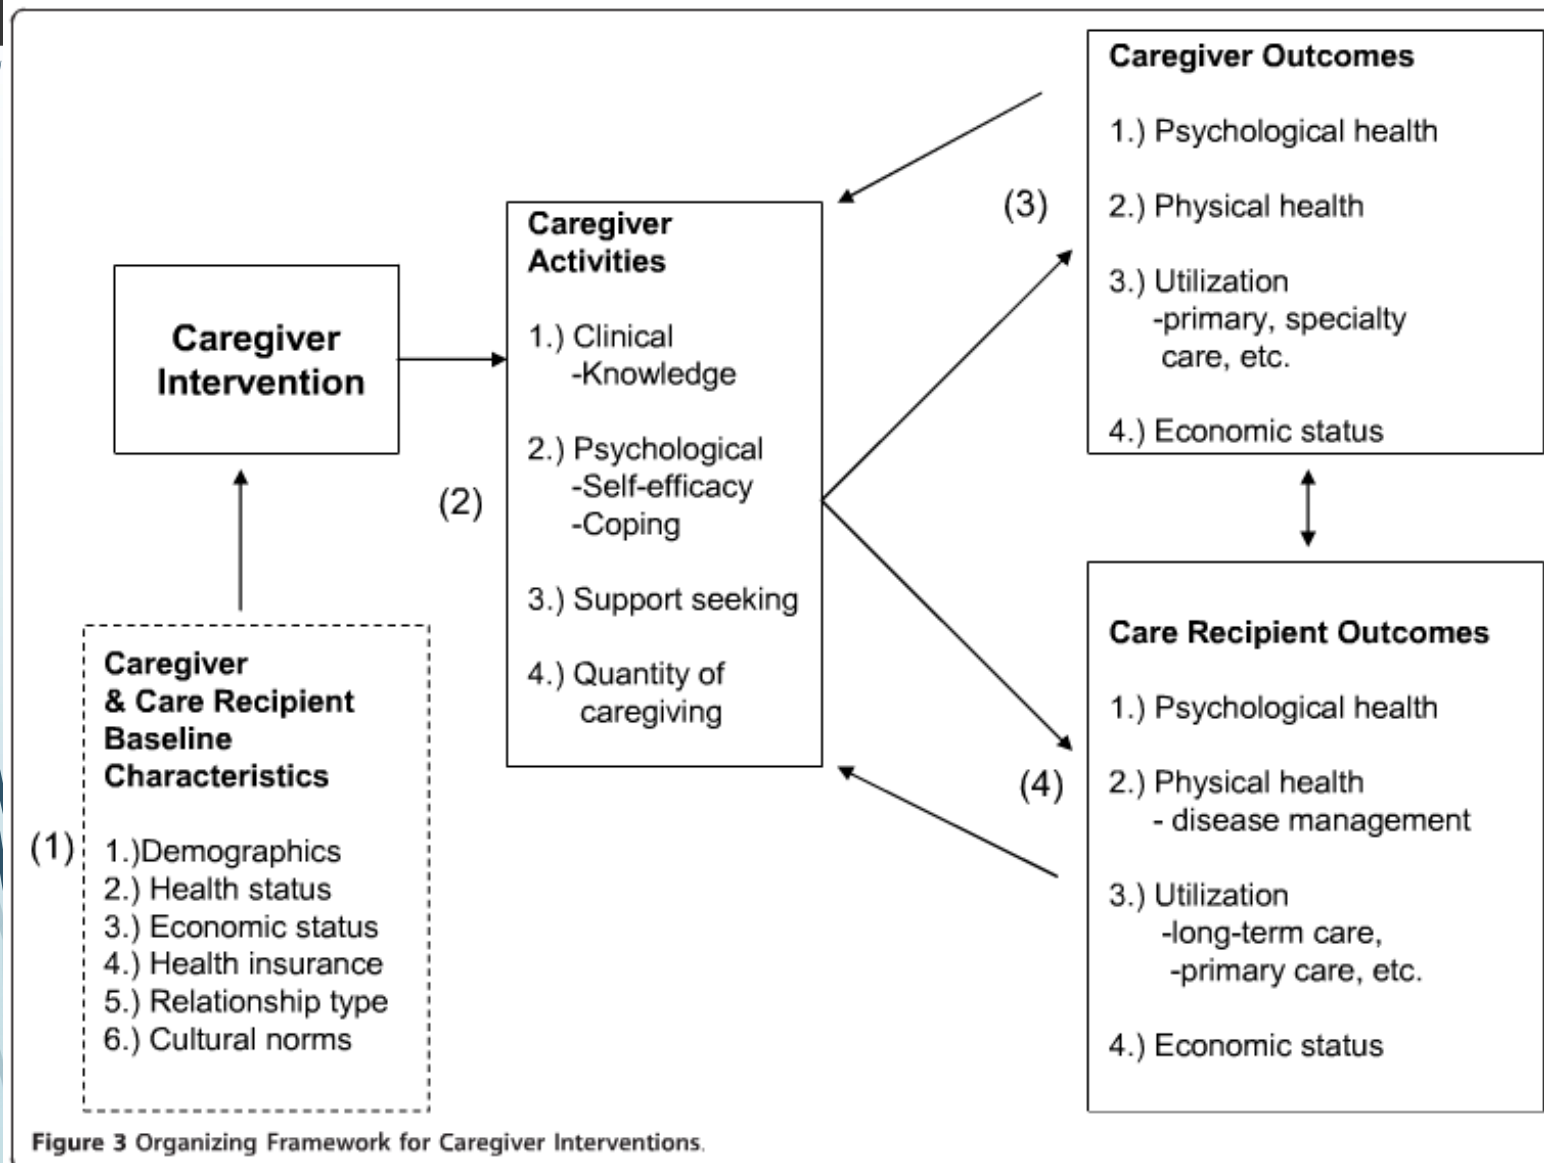 Caregiver
Intervention
(1)
Caregiver
& Care Recipient
Baseline
Characteristics
1.)Demographics
2.) Health status
3.) Economic status
4.) Health insurance
5.) Relationship type
6.) Cultural norms
(2)
Caregiver
Activities
1.) Clinical
-Knowledge
2.) Psychological
-Self-efficacy
-Coping
3.) Support seeking
4.) Quantity of
caregiving
(3)
Caregiver Outcomes
1.) Psychological health
2.) Physical health
3.) Utilization
-primary, specialty
care, etc.
4.) Economic status
(4)
Care Recipient Outcomes
1.) Psychological health
2.) Physical health
- disease management
3.) Utilization
-long-term care,
-primary care, etc.
4.) Economic status
Figure 3 Organizing Framework for Caregiver Interventions.